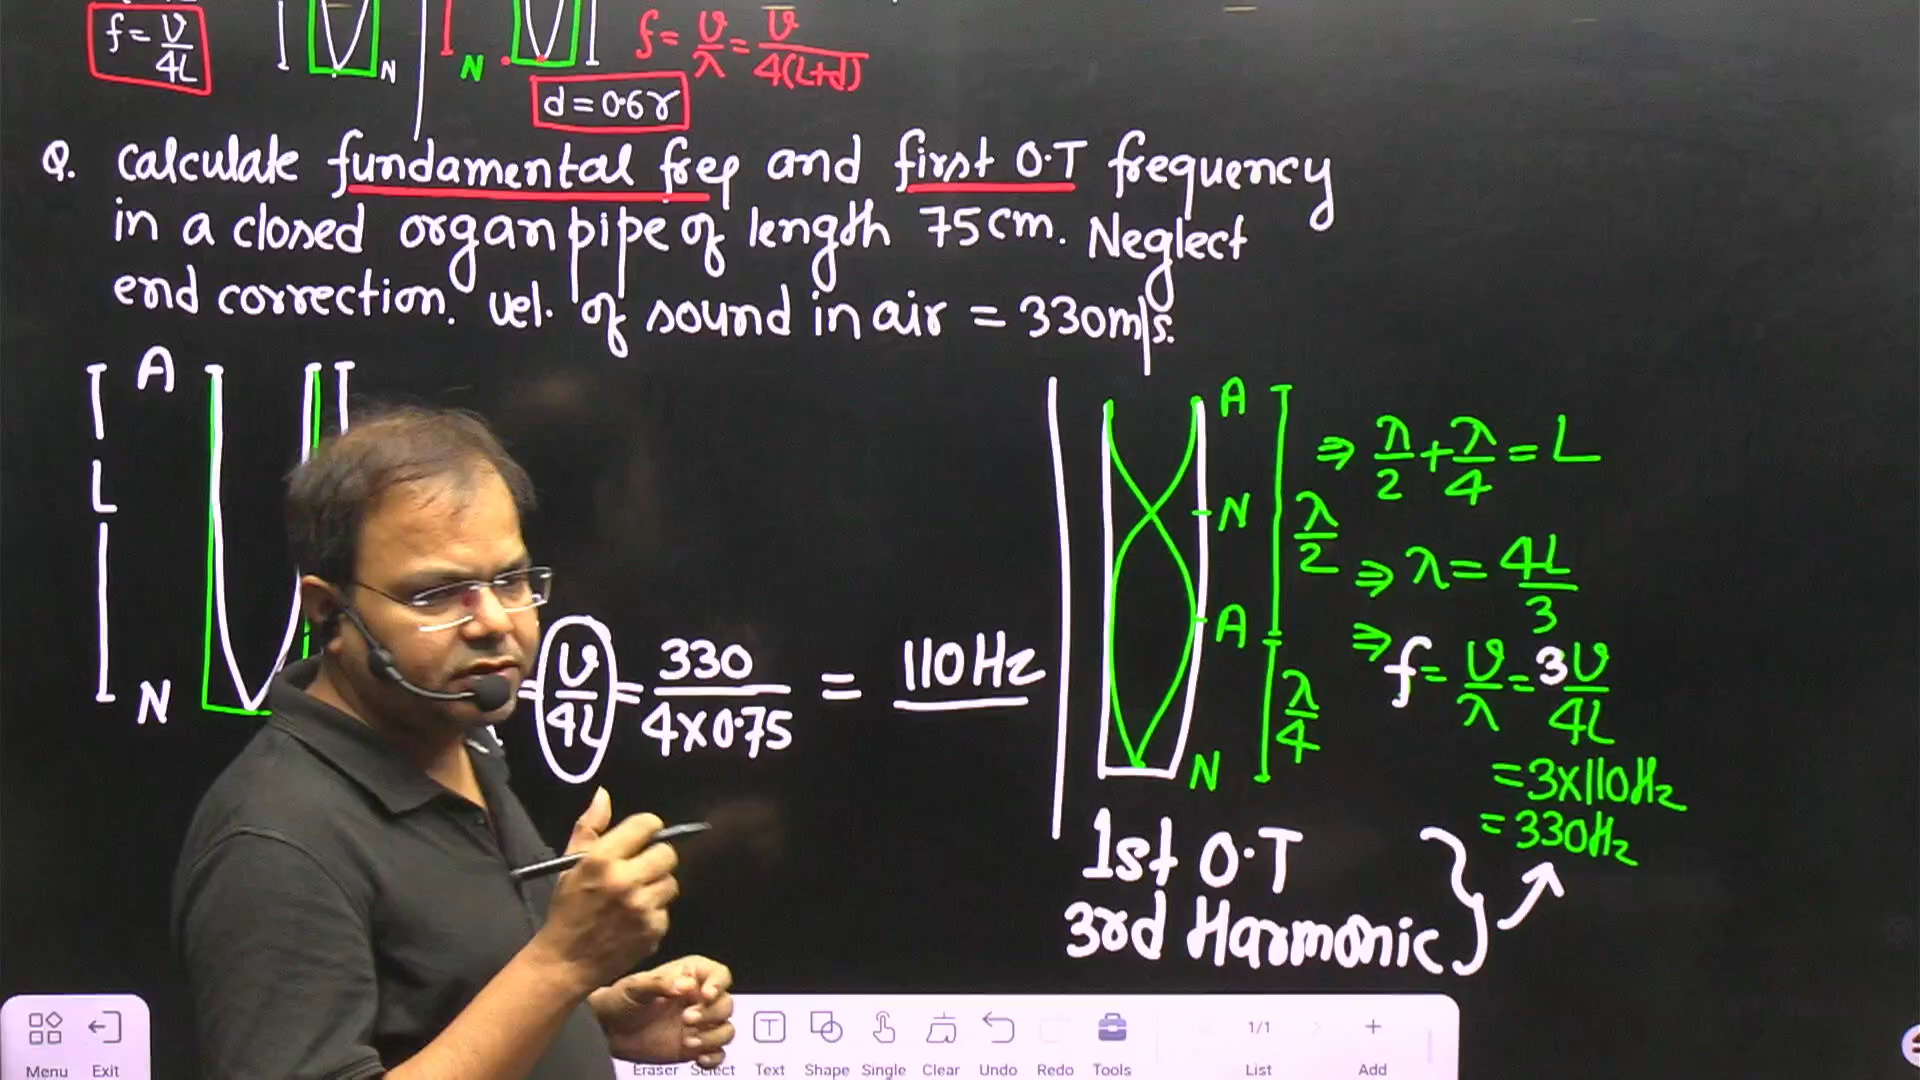 f = v/4L
N
N
f = v/λ = v/4(L+d)
d = 0.6r
Q. Calculate fundamental freq and first O.T frequency
in a closed organ pipe of length 75cm. Neglect
end correction. vel. of sound in air = 330m/s.
A
L
N
= v/4L = 330/4×0.75 = 110Hz
A
N
A
N
λ/2
λ/4
⇒ λ/2 + λ/4 = L
⇒ λ = 4L/3
⇒ f = v/λ = 3v/4L
= 3×110Hz
= 330Hz
1st O.T
3rd Harmonic
Menu Exit Eraser Select Text Shape Single Clear Undo Redo Tools
1/1
List Add